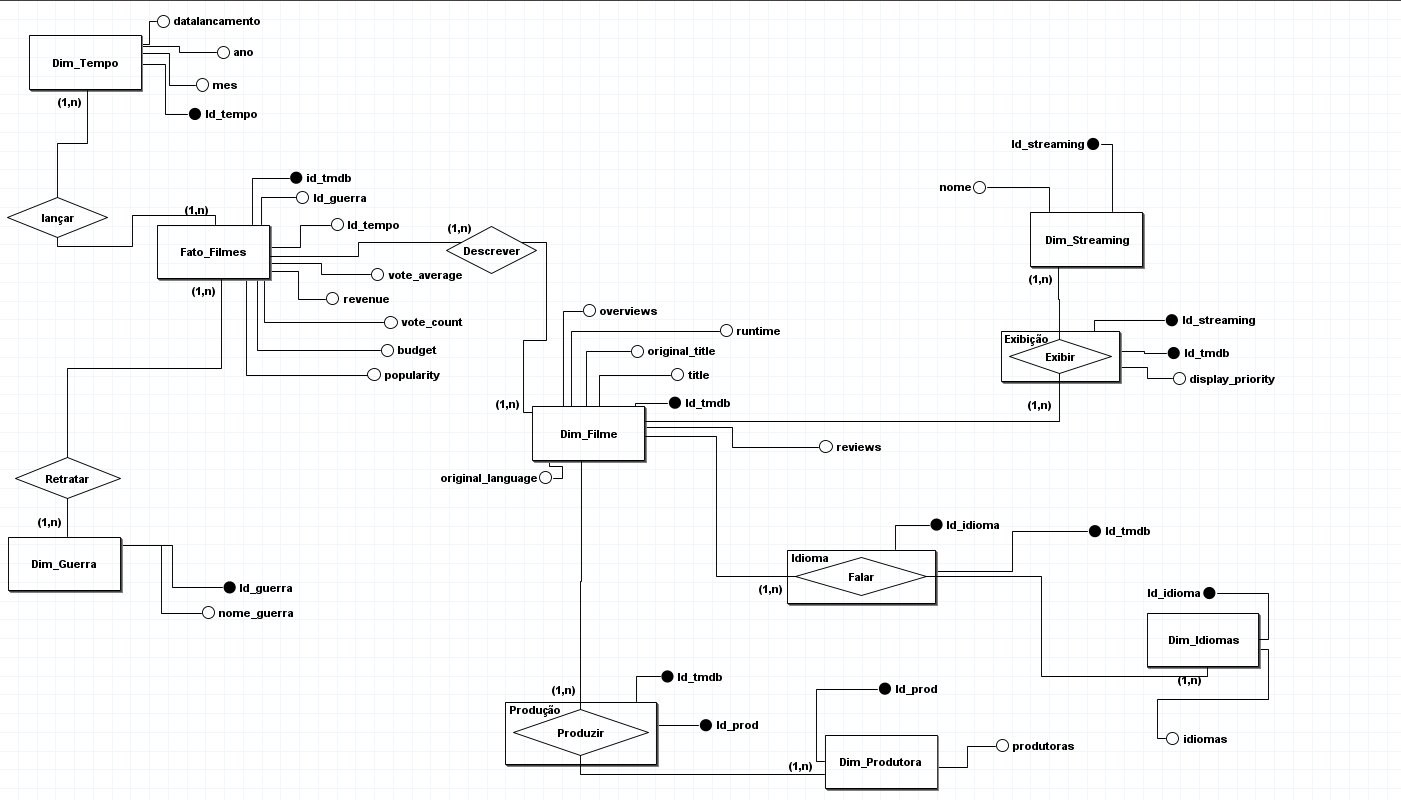 datalancamento
ano
Dim_Tempo
mes
(1,n)
Id_tempo
Id_streaming
id_tmdb
nome
Id_guerra
(1,n)
lançar
Id_tempo
(1,n)
Dim_Streaming
Fato_Filmes
Descrever
vote_average
(1,n)
(1,n)
revenue
overviews
vote_count
Id_streaming
runtime
Exibição
budget
original_title
Exibir
Id_tmdb
popularity
title
display_priority
(1,n)
Id_tmdb
(1,n)
Dim_Filme
reviews
original_language
Retratar
(1,n)
Id_idioma
Id_tmdb
Idioma
Dim_Guerra
Falar
Id_guerra
(1,n)
Id_idioma
nome_guerra
Dim_Idiomas
Id_tmdb
(1,n)
(1,n)
Id_prod
Produção
Id_prod
Produzir
idiomas
produtoras
Dim_Produtora
(1,n)